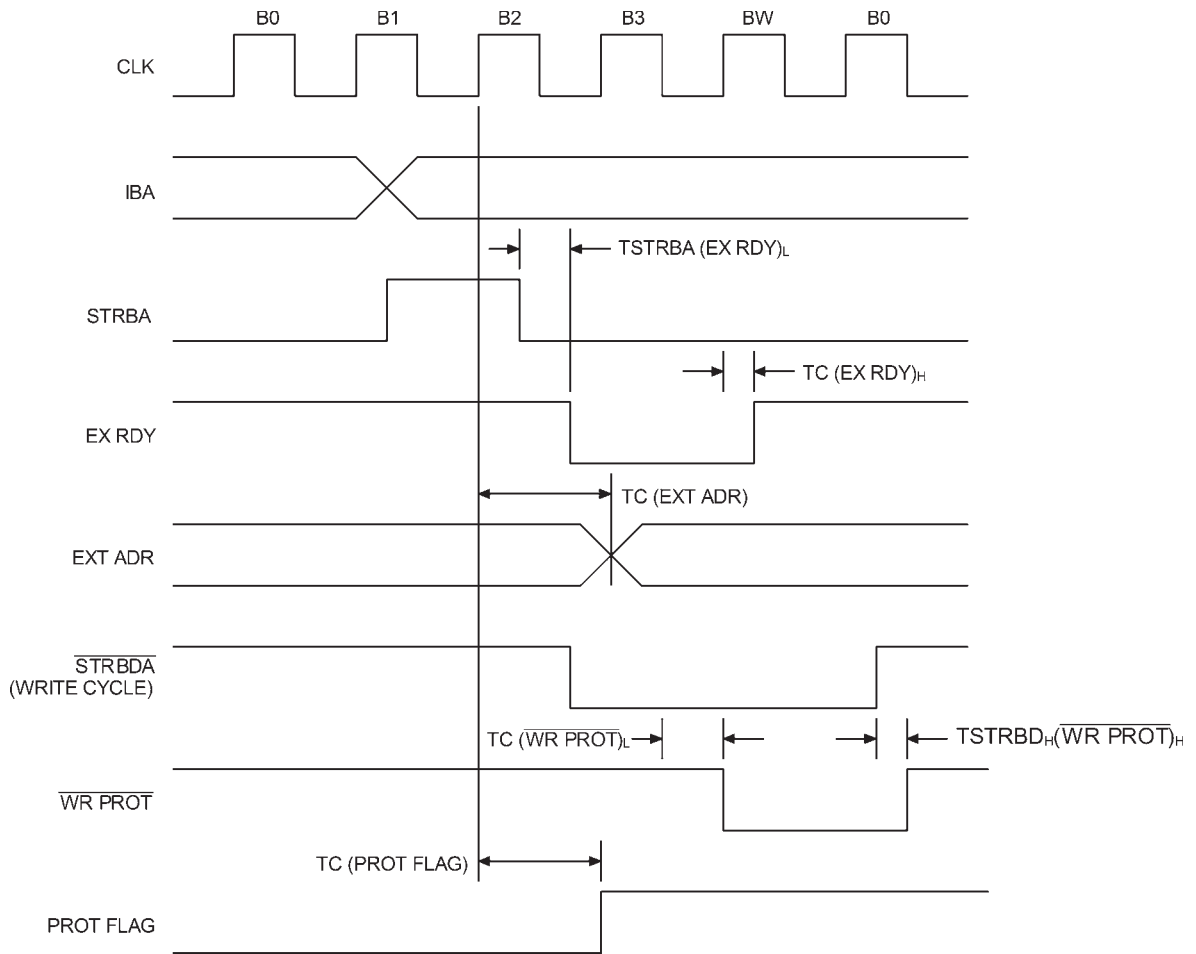 B0 B1 B2 B3 BW B0
CLK
IBA
TSTRBA (EX RDY)L
STRBA
TC (EX RDY)H
EX RDY
TC (EXT ADR)
EXT ADR
STRBDA
(WRITE CYCLE)
TC (WR PROT)L
TSTRBDH(WR PROT)H
WR PROT
TC (PROT FLAG)
PROT FLAG